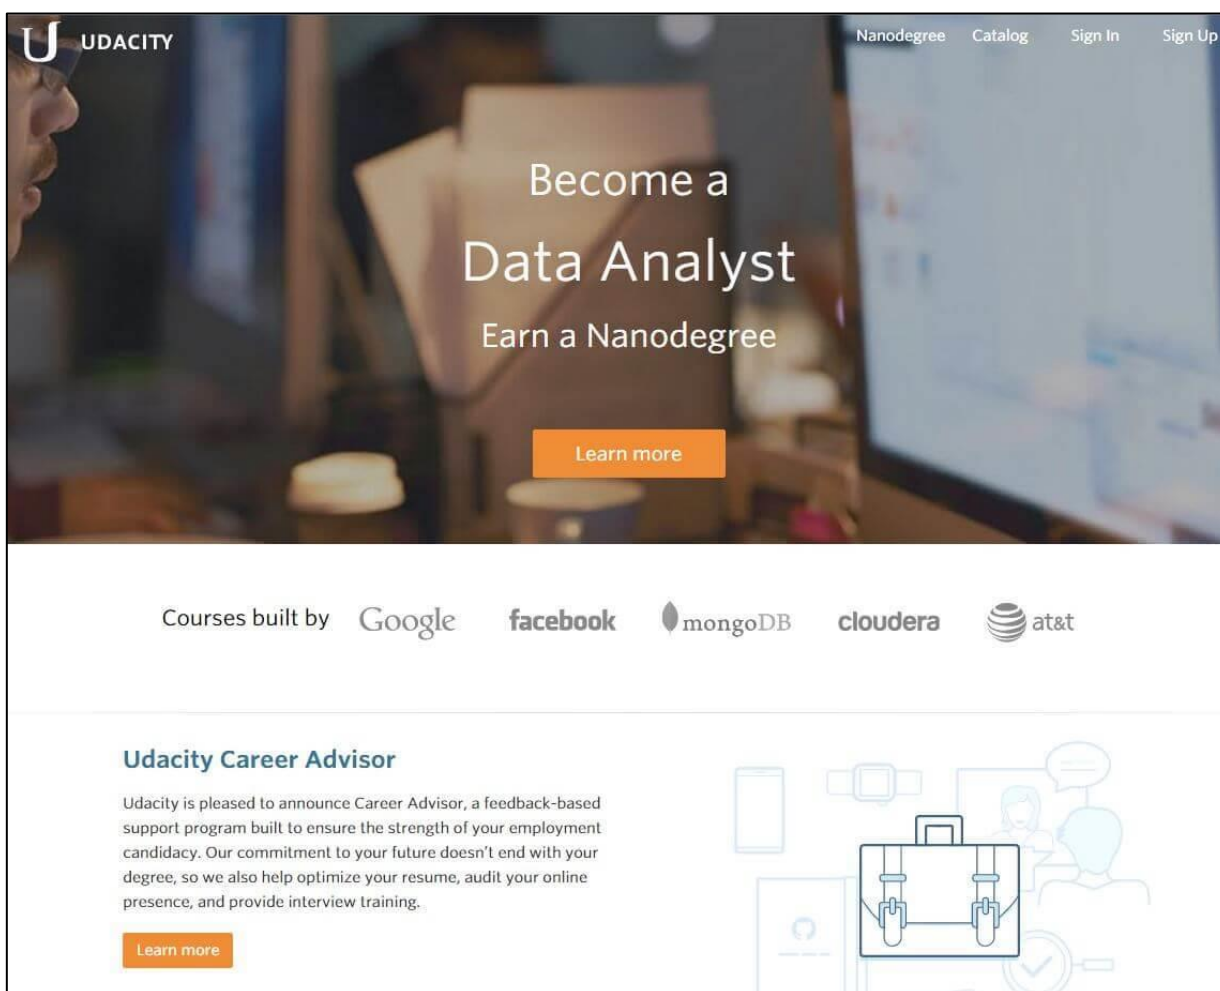 UDACITY
Nanodegree Catalog Sign In Sign Up
Become a
Data Analyst
Earn a Nanodegree
Learn more
Courses built by Google facebook mongoDB cloudera at&t
Udacity Career Advisor
Udacity is pleased to announce Career Advisor, a feedback-based
support program built to ensure the strength of your employment
candidacy. Our commitment to your future doesn't end with your
degree, so we also help optimize your resume, audit your online
presence, and provide interview training.
Learn more